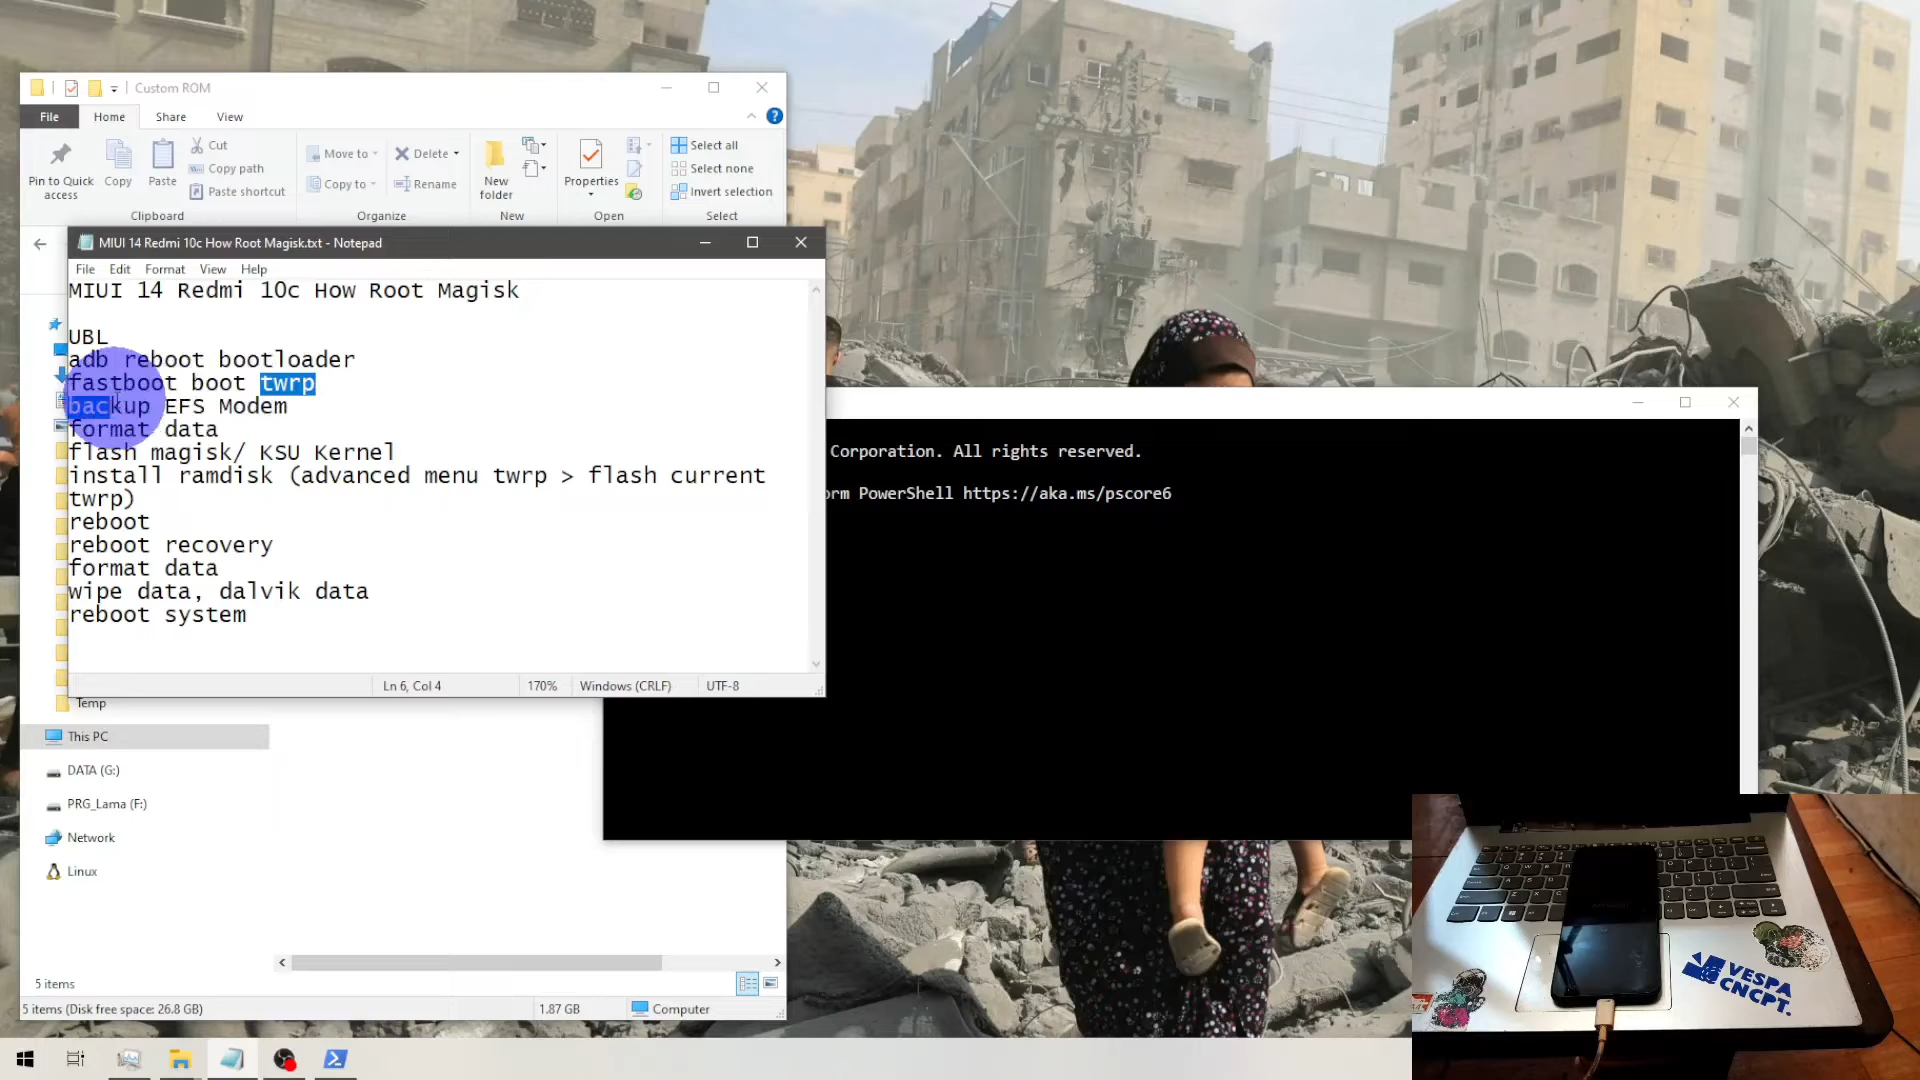 Custom ROM
File
Home
Share
View
Pin to Quick access
Copy
Paste
Cut
Copy path
Paste shortcut
Move to
Copy to
Delete
Rename
New folder
Properties
Select all
Select none
Invert selection
Clipboard
Organize
New
Open
Select
MIUI 14 Redmi 10c How Root Magisk.txt - Notepad
File Edit Format View Help
MIUI 14 Redmi 10c How Root Magisk
UBL
adb reboot bootloader
fastboot boot twrp
backup EFS Modem
format data
flash magisk/ KSU Kernel
install ramdisk (advanced menu twrp > flash current
twrp)
reboot
reboot recovery
format data
wipe data, dalvik data
reboot system
Ln 6, Col 4
170%
Windows (CRLF)
UTF-8
Corporation. All rights reserved.
orm PowerShell https://aka.ms/pscore6
Temp
This PC
DATA (G:)
PRG_Lama (F:)
Network
Linux
5 items
5 items (Disk free space: 26.8 GB)
1.87 GB
Computer
VESPA
CNCPT.